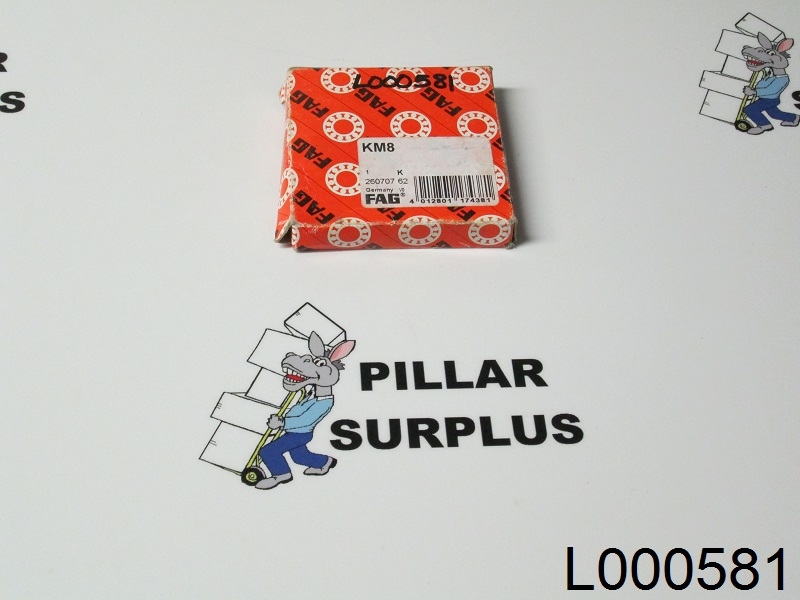 L000581
FAG
FAG
FAG
KM8
1 K
260707 62
Germany
FAG®
4 012801 174381
PILLAR
SURPLUS
R
S
L000581